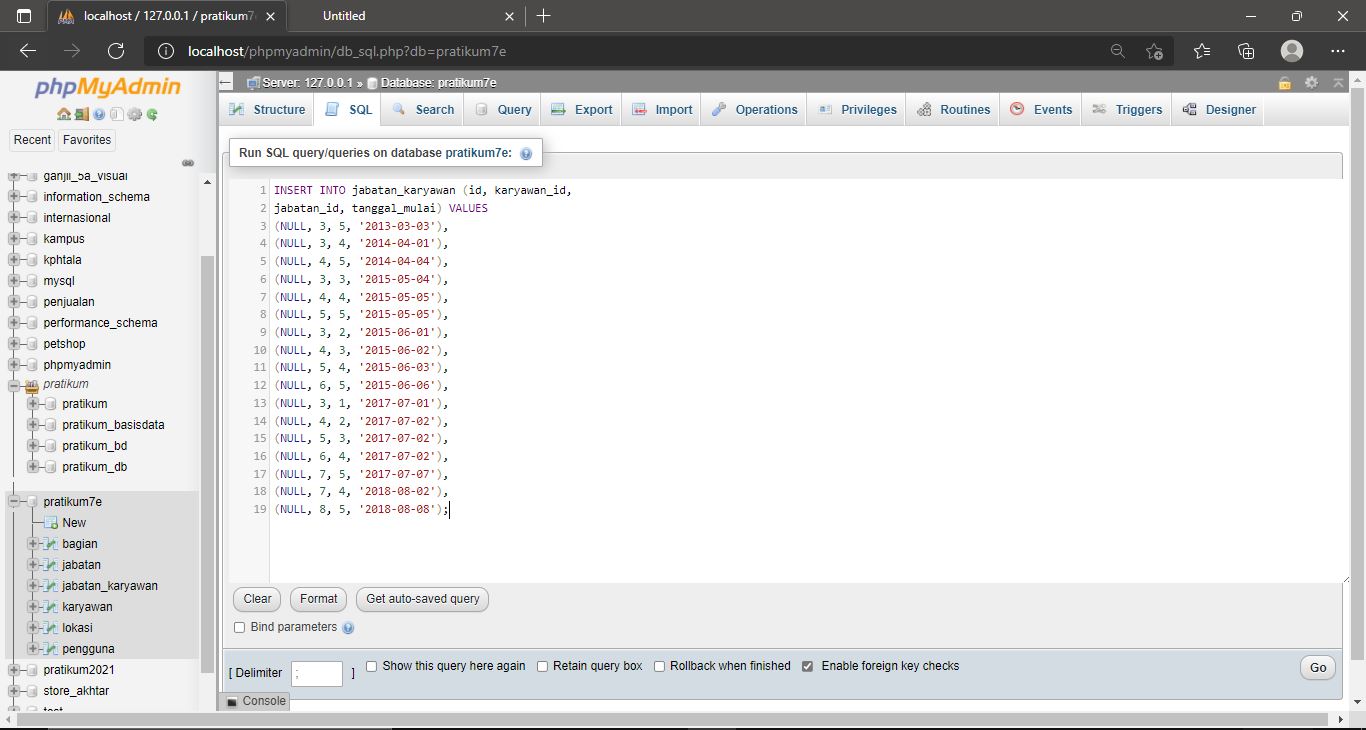 localhost / 127.0.0.1 / pratikum7
Untitled
localhost/phpmyadmin/db_sql.php?db=pratikum7e
phpMyAdmin
Recent Favorites
ganjil_5a_visual
information_schema
internasional
kampus
kphtala
mysql
penjualan
performance_schema
petshop
phpmyadmin
pratikum
pratikum
pratikum_basisdata
pratikum_bd
pratikum_db
pratikum7e
New
bagian
jabatan
jabatan_karyawan
karyawan
lokasi
pengguna
pratikum2021
store_akhtar
test
Server: 127.0.0.1 » Database: pratikum7e
Structure SQL Search Query Export Import Operations Privileges Routines Events Triggers Designer
Run SQL query/queries on database pratikum7e:
1 INSERT INTO jabatan_karyawan (id, karyawan_id,
2 jabatan_id, tanggal_mulai) VALUES
3 (NULL, 3, 5, '2013-03-03'),
4 (NULL, 3, 4, '2014-04-01'),
5 (NULL, 4, 5, '2014-04-04'),
6 (NULL, 3, 3, '2015-05-04'),
7 (NULL, 4, 4, '2015-05-05'),
8 (NULL, 5, 5, '2015-05-05'),
9 (NULL, 3, 2, '2015-06-01'),
10 (NULL, 4, 3, '2015-06-02'),
11 (NULL, 5, 4, '2015-06-03'),
12 (NULL, 6, 5, '2015-06-06'),
13 (NULL, 3, 1, '2017-07-01'),
14 (NULL, 4, 2, '2017-07-02'),
15 (NULL, 5, 3, '2017-07-02'),
16 (NULL, 6, 4, '2017-07-02'),
17 (NULL, 7, 5, '2017-07-07'),
18 (NULL, 7, 4, '2018-08-02'),
19 (NULL, 8, 5, '2018-08-08');
Clear Format Get auto-saved query
Bind parameters
[ Delimiter ; ] Show this query here again Retain query box Rollback when finished Enable foreign key checks Go
Console